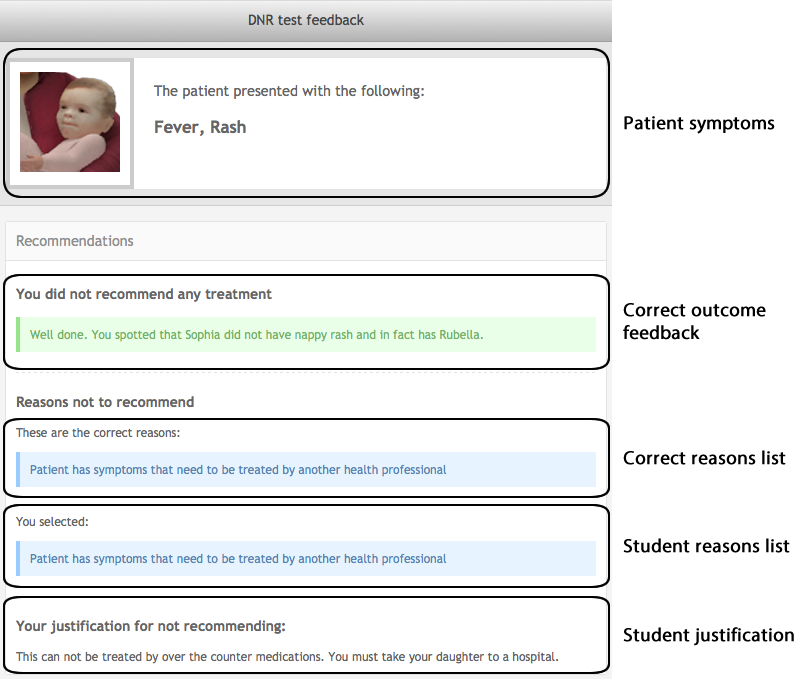 DNR test feedback
The patient presented with the following:
Fever, Rash
Patient symptoms
Recommendations
You did not recommend any treatment
Well done. You spotted that Sophia did not have nappy rash and in fact has Rubella.
Correct outcome
feedback
Reasons not to recommend
These are the correct reasons:
Patient has symptoms that need to be treated by another health professional
Correct reasons list
You selected:
Patient has symptoms that need to be treated by another health professional
Student reasons list
Your justification for not recommending:
This can not be treated by over the counter medications. You must take your daughter to a hospital.
Student justification